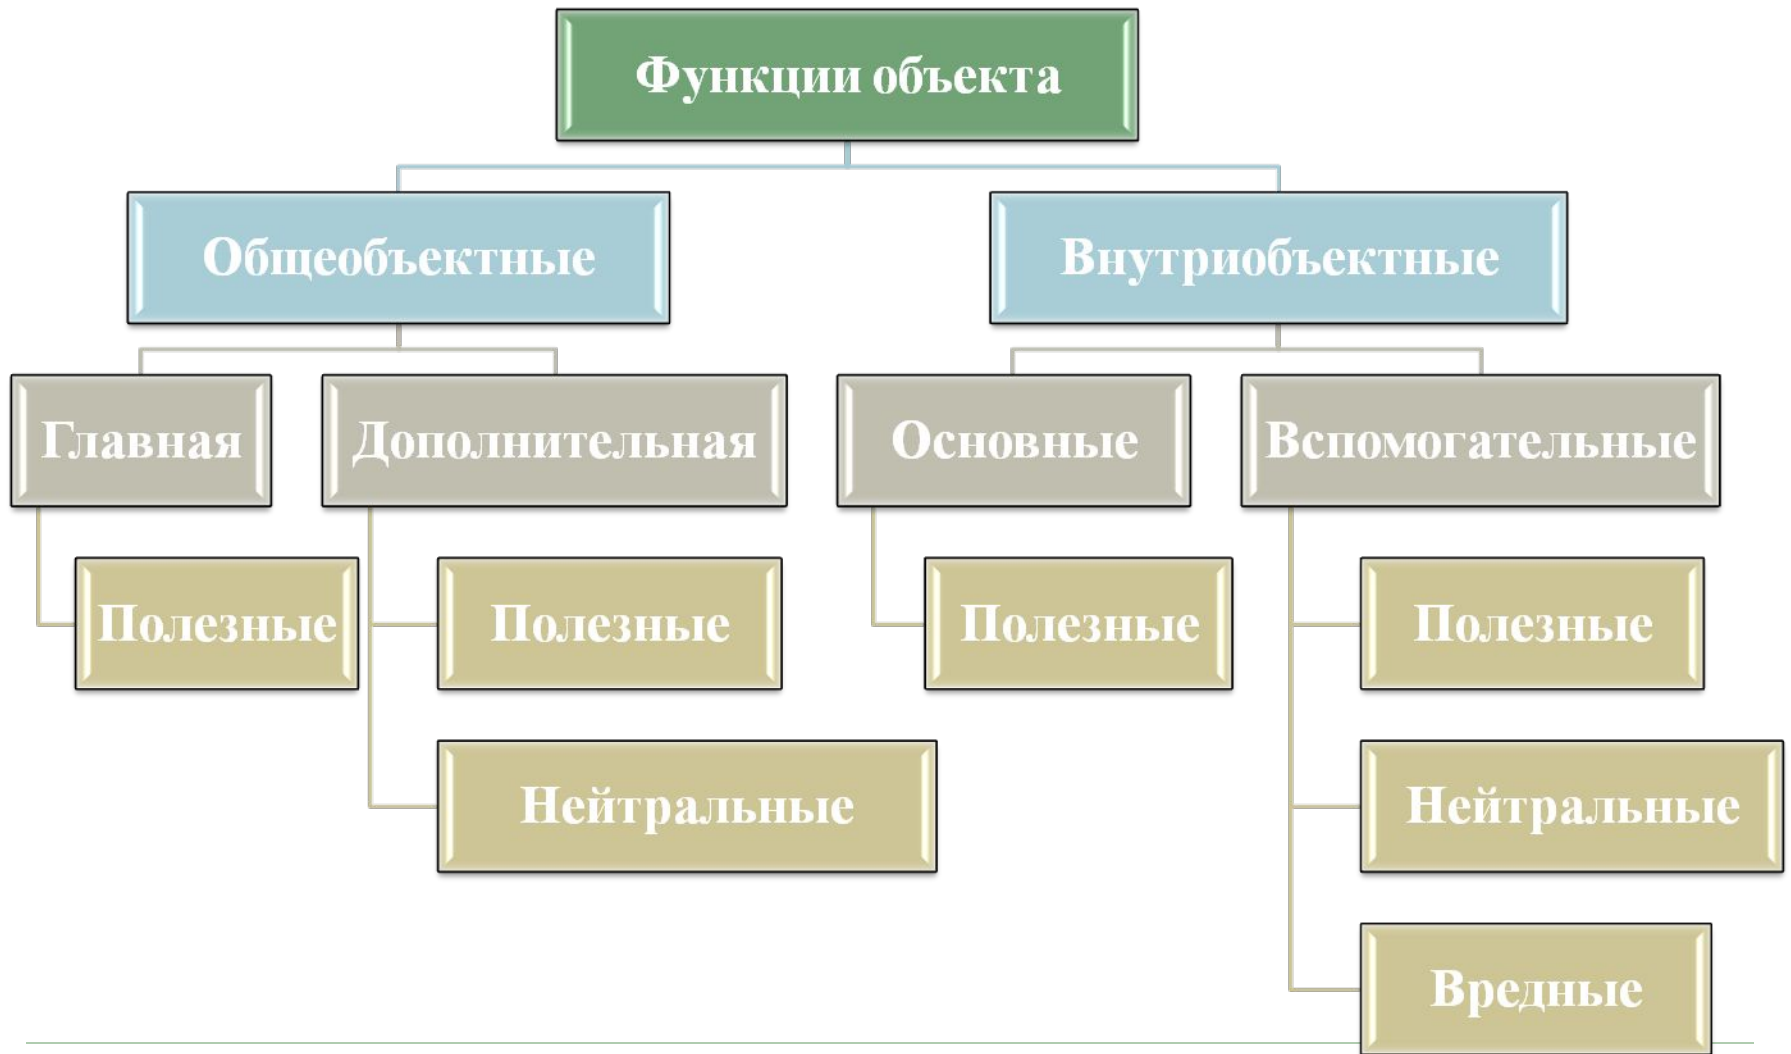 Функции объекта
Общеобъектные
Внутриобъектные
Главная
Дополнительная
Основные
Вспомогательные
Полезные
Полезные
Полезные
Полезные
Нейтральные
Нейтральные
Вредные